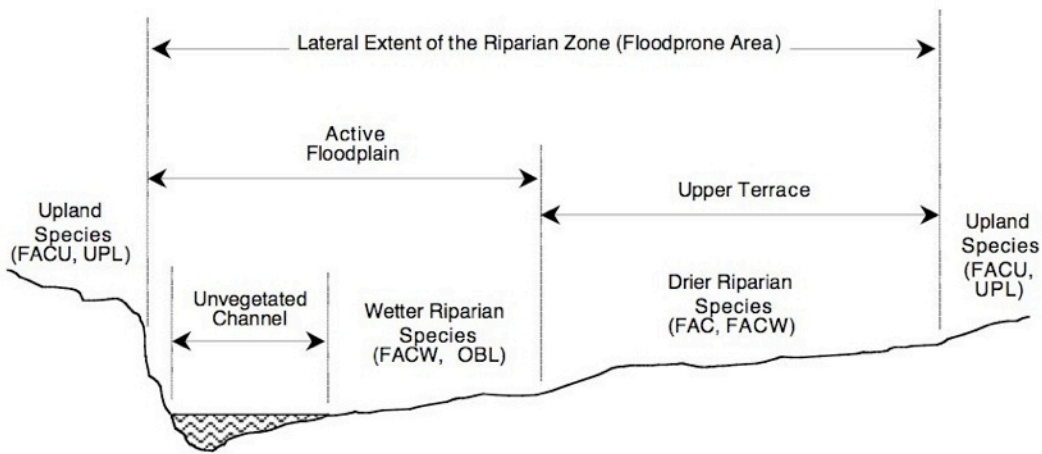 Lateral Extent of the Riparian Zone (Floodprone Area)
Active
Floodplain
Upper Terrace
Upland
Species
(FACU, UPL)
Unvegetated
Channel
Wetter Riparian
Species
(FACW, OBL)
Drier Riparian
Species
(FAC, FACW)
Upland
Species
(FACU,
UPL)